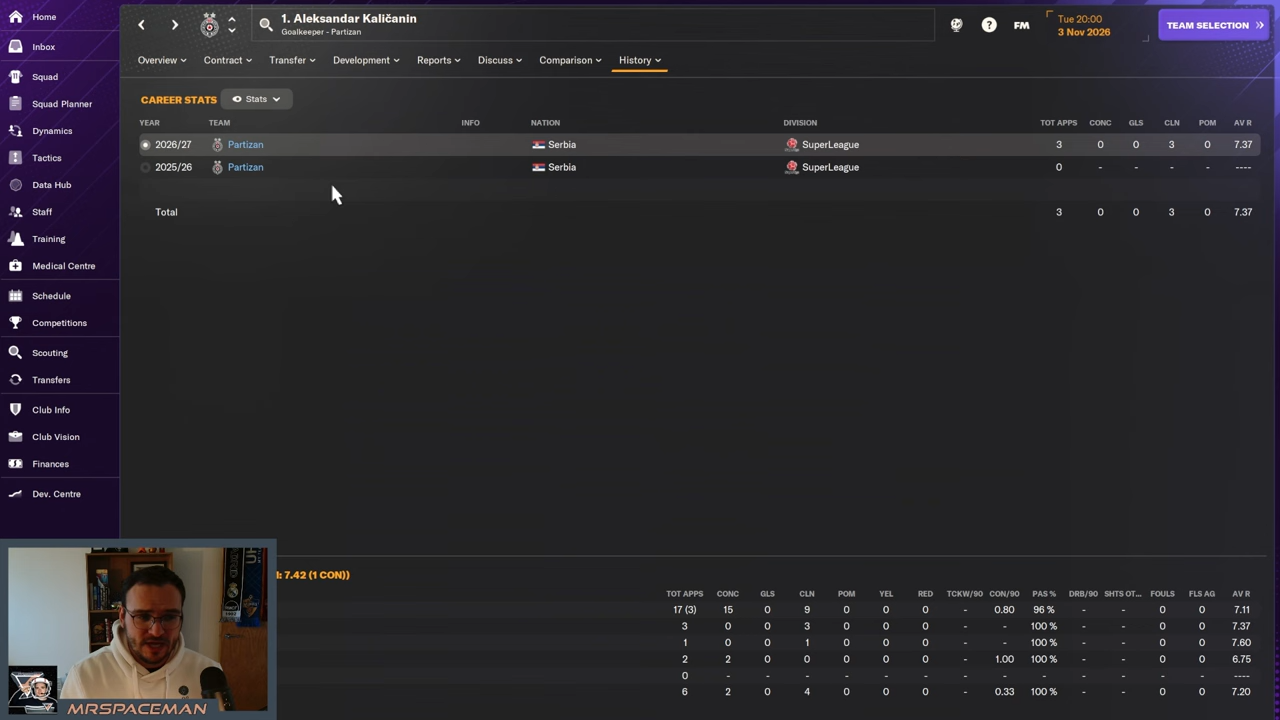 Home
Inbox
Squad
Squad Planner
Dynamics
Tactics
Data Hub
Staff
Training
Medical Centre
Schedule
Competitions
Scouting
Transfers
Club Info
Club Vision
Finances
Dev. Centre
1. Aleksandar Kaličanin
Goalkeeper - Partizan
FM
Tue 20:00
3 Nov 2026
TEAM SELECTION
Overview Contract Transfer Development Reports Discuss Comparison History
CAREER STATS Stats
YEAR TEAM INFO NATION DIVISION TOT APPS CONC GLS CLN POM AV R
2026/27 Partizan Serbia SuperLeague 3 0 0 3 0 7.37
2025/26 Partizan Serbia SuperLeague 0 - - - - ----
Total 3 0 0 3 0 7.37
: 7.42 (1 CON))
TOT APPS CONC GLS CLN POM YEL RED TCKW/90 CON/90 PAS % DRB/90 SHTS OT... FOULS FLS AG AV R
17 (3) 15 0 9 0 0 0 - 0.80 96 % - - 0 0 7.11
3 0 0 3 0 0 0 - - 100 % - - 0 0 7.37
1 0 0 1 0 0 0 - - 100 % - - 0 0 7.60
2 2 0 0 0 0 0 - 1.00 100 % - - 0 0 6.75
0 - - - - - - - - - - - - - ----
6 2 0 4 0 0 0 - 0.33 100 % - - 0 0 7.20
MRSPACEMAN